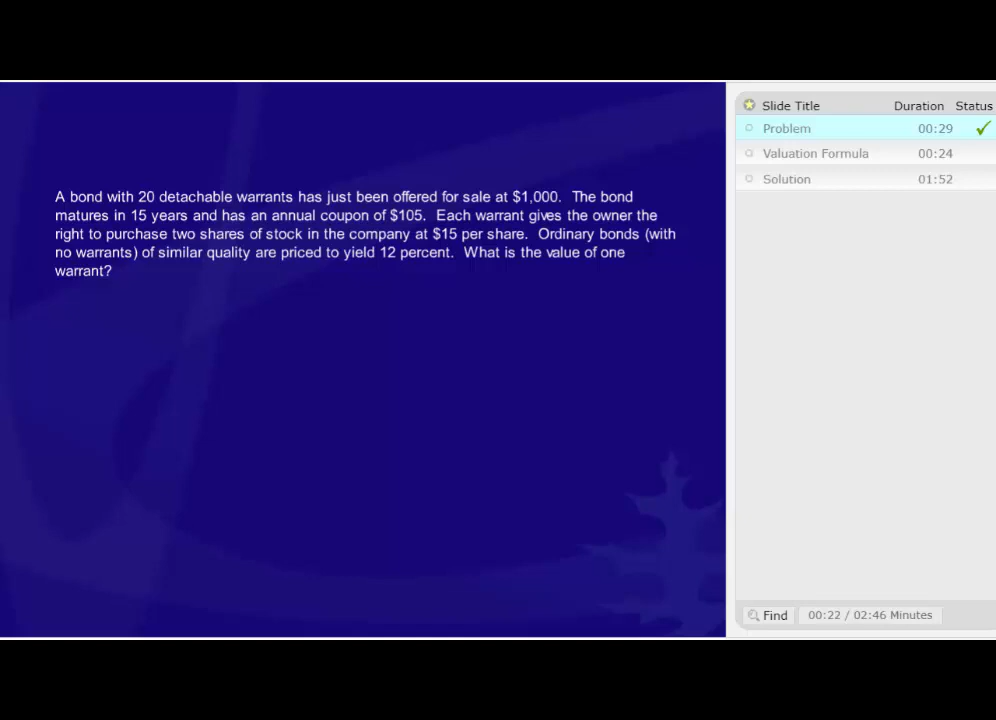 A bond with 20 detachable warrants has just been offered for sale at $1,000. The bond
matures in 15 years and has an annual coupon of $105. Each warrant gives the owner the
right to purchase two shares of stock in the company at $15 per share. Ordinary bonds (with
no warrants) of similar quality are priced to yield 12 percent. What is the value of one
warrant?
Slide Title Duration Status
Problem 00:29
Valuation Formula 00:24
Solution 01:52
Find 00:22 / 02:46 Minutes